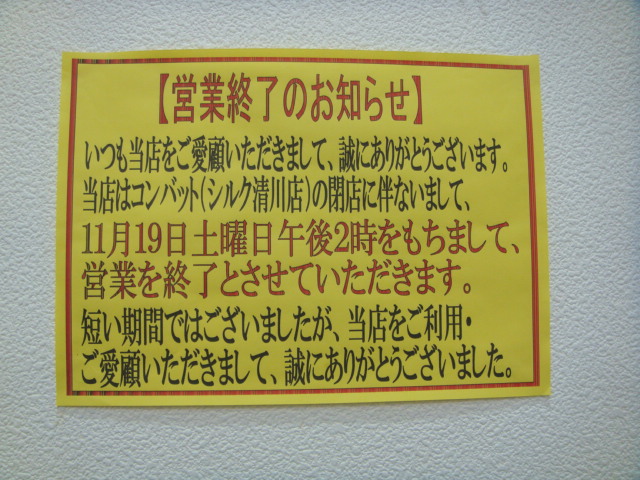 【営業終了のお知らせ】
いつも当店をご愛顧いただきまして、誠にありがとうございます。
当店はコンバット(シルク清川店)の閉店に伴ないまして、
11月19日土曜日午後2時をもちまして、
営業を終了とさせていただきます。
短い期間ではございましたが、当店をご利用・
ご愛顧いただきまして、誠にありがとうございました。